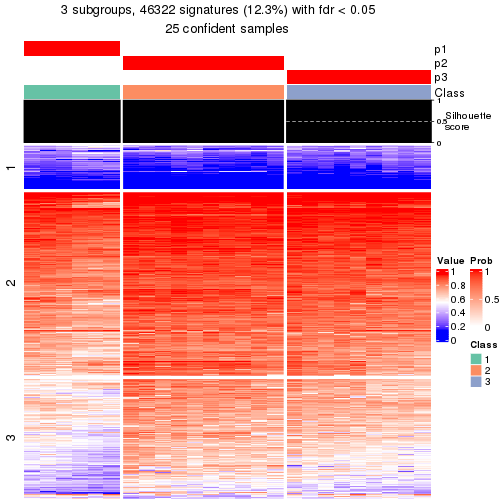 3 subgroups, 46322 signatures (12.3%) with fdr < 0.05
25 confident samples
p1
p2
p3
Class
1
0.5
0
Silhouette
score
1
2
3
Value
1
0.8
0.6
0.4
0.2
0
Prob
1
0.5
0
Class
1
2
3